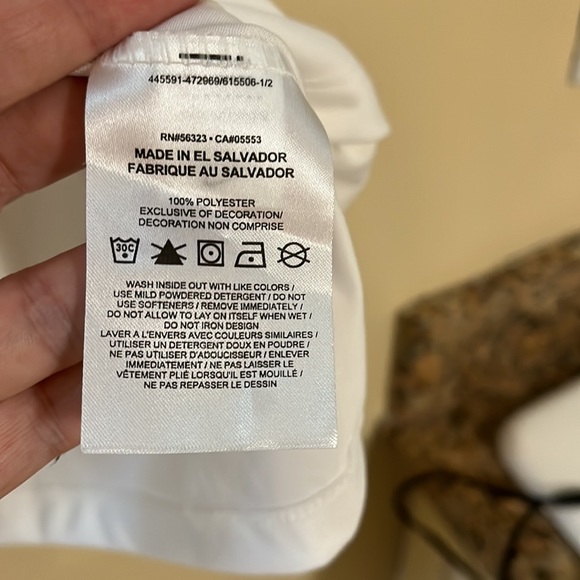 445591-472969/615506-1/2
RN#56323 • CA#05553
MADE IN EL SALVADOR
FABRIQUE AU SALVADOR
100% POLYESTER
EXCLUSIVE OF DECORATION/
DECORATION NON COMPRISE
30C
WASH INSIDE OUT WITH LIKE COLORS /
USE MILD POWDERED DETERGENT / DO NOT
USE SOFTENERS / REMOVE IMMEDIATELY /
DO NOT ALLOW TO LAY ON ITSELF WHEN WET /
DO NOT IRON DESIGN
LAVER A L'ENVERS AVEC COULEURS SIMILAIRES /
UTILISER UN DETERGENT DOUX EN POUDRE /
NE PAS UTILISER D'ADOUCISSEUR / ENLEVER
IMMEDIATEMENT / NE PAS LAISSER LE
VÊTEMENT PLIÉ LORSQU'IL EST MOUILLÉ /
NE PAS REPASSER LE DESSIN